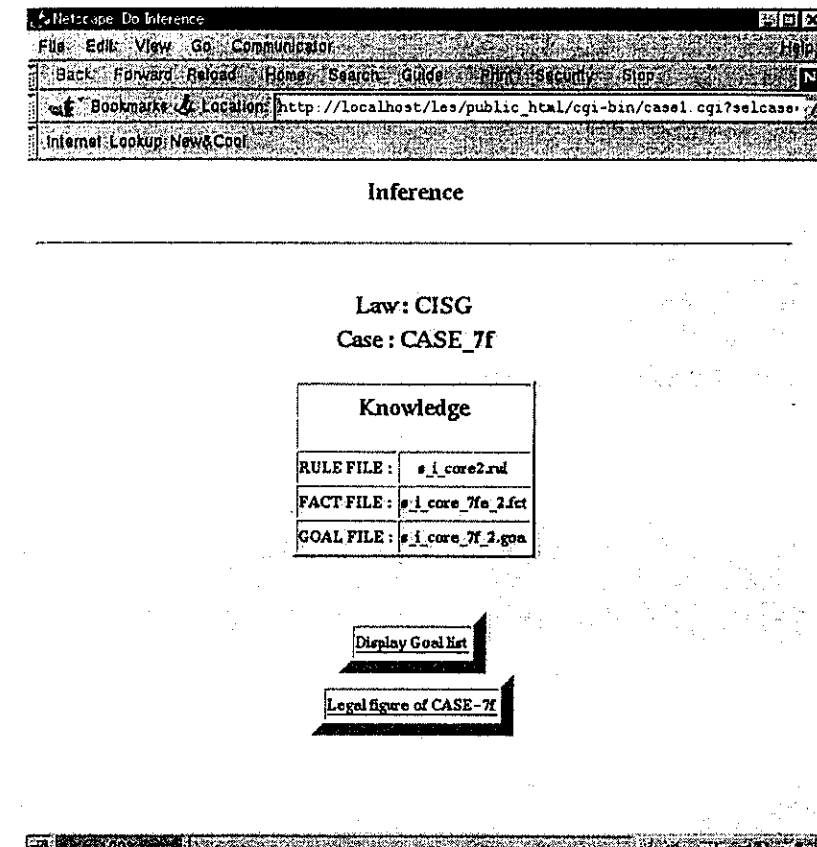 Netscape: Do Inference
File Edit View Go Communicator Help
Back Forward Reload Home Search Guide Print Security Stop N
Bookmarks Location: http://localhost/les/public_html/cgi-bin/case1.cgi?selcase
Internet Lookup New&Cool
Inference
Law : CISG
Case : CASE_7f
Knowledge
RULE FILE : s_i_core2.rul
FACT FILE : s_i_core_7fe_2.fct
GOAL FILE : s_i_core_7f_2.goa
Display Goal list
Legal figure of CASE-7f